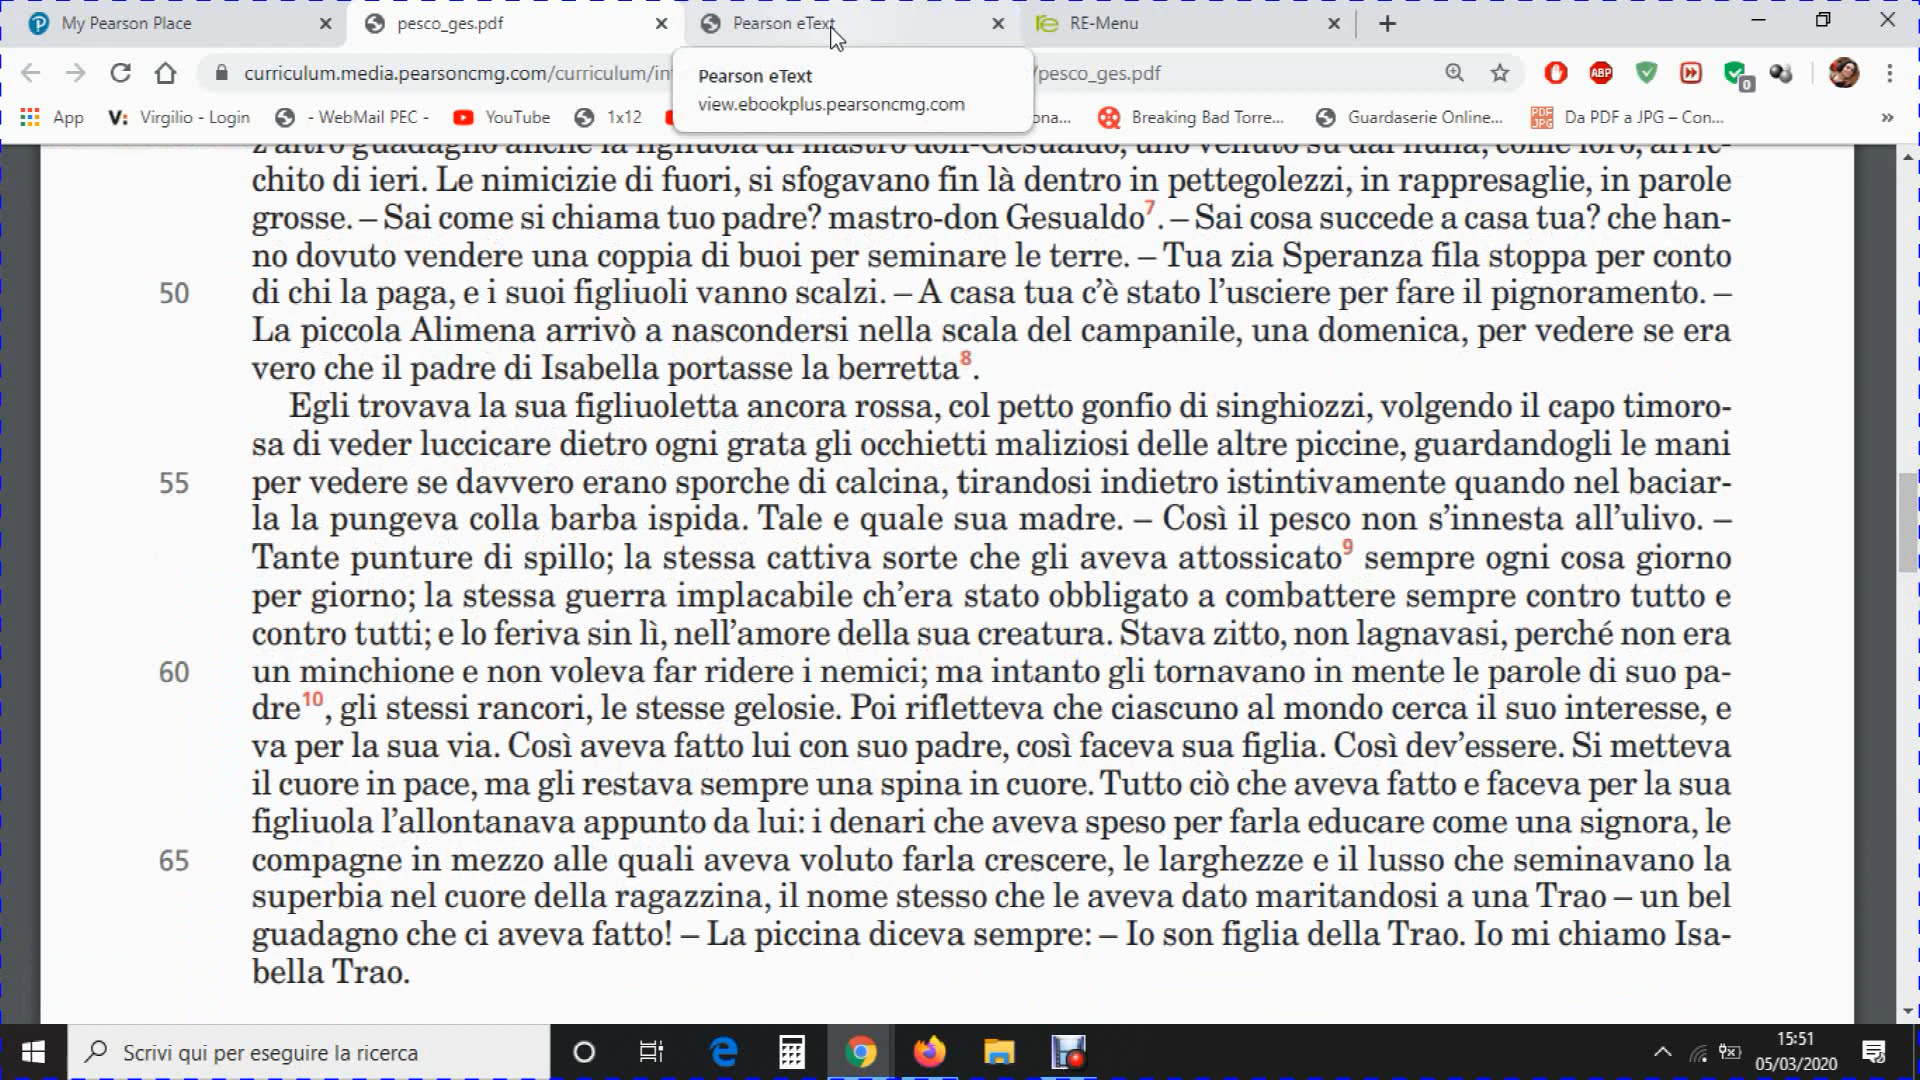 My Pearson Place
pesco_ges.pdf
Pearson eText
RE-Menu
curriculum.media.pearsoncmg.com/curriculum/in
/pesco_ges.pdf
Pearson eText
view.ebookplus.pearsoncmg.com
ABP
0
App
Virgilio - Login
- WebMail PEC -
YouTube
1x12
ona...
Breaking Bad Torre...
Guardaserie Online...
Da PDF a JPG – Con...
z'altro guadagno anche la figliuola di mastro don-Gesualdo, uno venuto su dal nulla, come loro, arric-
chito di ieri. Le nimicizie di fuori, si sfogavano fin là dentro in pettegolezzi, in rappresaglie, in parole
grosse. – Sai come si chiama tuo padre? mastro-don Gesualdo7. – Sai cosa succede a casa tua? che han-
no dovuto vendere una coppia di buoi per seminare le terre. – Tua zia Speranza fila stoppa per conto
50 di chi la paga, e i suoi figliuoli vanno scalzi. – A casa tua c'è stato l'usciere per fare il pignoramento. –
La piccola Alimena arrivò a nascondersi nella scala del campanile, una domenica, per vedere se era
vero che il padre di Isabella portasse la berretta8.
Egli trovava la sua figliuoletta ancora rossa, col petto gonfio di singhiozzi, volgendo il capo timoro-
sa di veder luccicare dietro ogni grata gli occhietti maliziosi delle altre piccine, guardandogli le mani
55 per vedere se davvero erano sporche di calcina, tirandosi indietro istintivamente quando nel baciar-
la la pungeva colla barba ispida. Tale e quale sua madre. – Così il pesco non s'innesta all'ulivo. –
Tante punture di spillo; la stessa cattiva sorte che gli aveva attossicato9 sempre ogni cosa giorno
per giorno; la stessa guerra implacabile ch'era stato obbligato a combattere sempre contro tutto e
contro tutti; e lo feriva sin lì, nell'amore della sua creatura. Stava zitto, non lagnavasi, perché non era
60 un minchione e non voleva far ridere i nemici; ma intanto gli tornavano in mente le parole di suo pa-
dre10, gli stessi rancori, le stesse gelosie. Poi rifletteva che ciascuno al mondo cerca il suo interesse, e
va per la sua via. Così aveva fatto lui con suo padre, così faceva sua figlia. Così dev'essere. Si metteva
il cuore in pace, ma gli restava sempre una spina in cuore. Tutto ciò che aveva fatto e faceva per la sua
figliuola l'allontanava appunto da lui: i denari che aveva speso per farla educare come una signora, le
65 compagne in mezzo alle quali aveva voluto farla crescere, le larghezze e il lusso che seminavano la
superbia nel cuore della ragazzina, il nome stesso che le aveva dato maritandosi a una Trao – un bel
guadagno che ci aveva fatto! – La piccina diceva sempre: – Io son figlia della Trao. Io mi chiamo Isa-
bella Trao.
Scrivi qui per eseguire la ricerca
15:51
05/03/2020